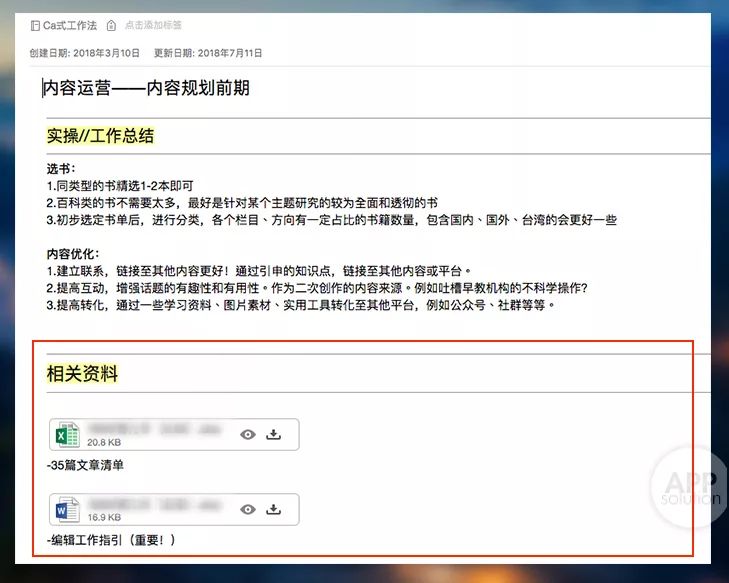 Ca式工作法 点击添加标签
创建日期: 2018年3月10日 更新日期: 2018年7月11日
内容运营——内容规划前期
实操//工作总结
选书：
1.同类型的书精选1-2本即可
2.百科类的书不需要太多，最好是针对某个主题研究的较为全面和透彻的书
3.初步选定书单后，进行分类，各个栏目、方向有一定占比的书籍数量，包含国内、国外、台湾的会更好一些
内容优化：
1.建立联系，链接至其他内容更好！通过引申的知识点，链接至其他内容或平台。
2.提高互动，增强话题的有趣性和有用性。作为二次创作的内容来源。例如吐槽早教机构的不科学操作？
3.提高转化，通过一些学习资料、图片素材、实用工具转化至其他平台，例如公众号、社群等等。
相关资料
20.8 KB
-35篇文章清单
16.9 KB
-编辑工作指引（重要！）
APP
solution